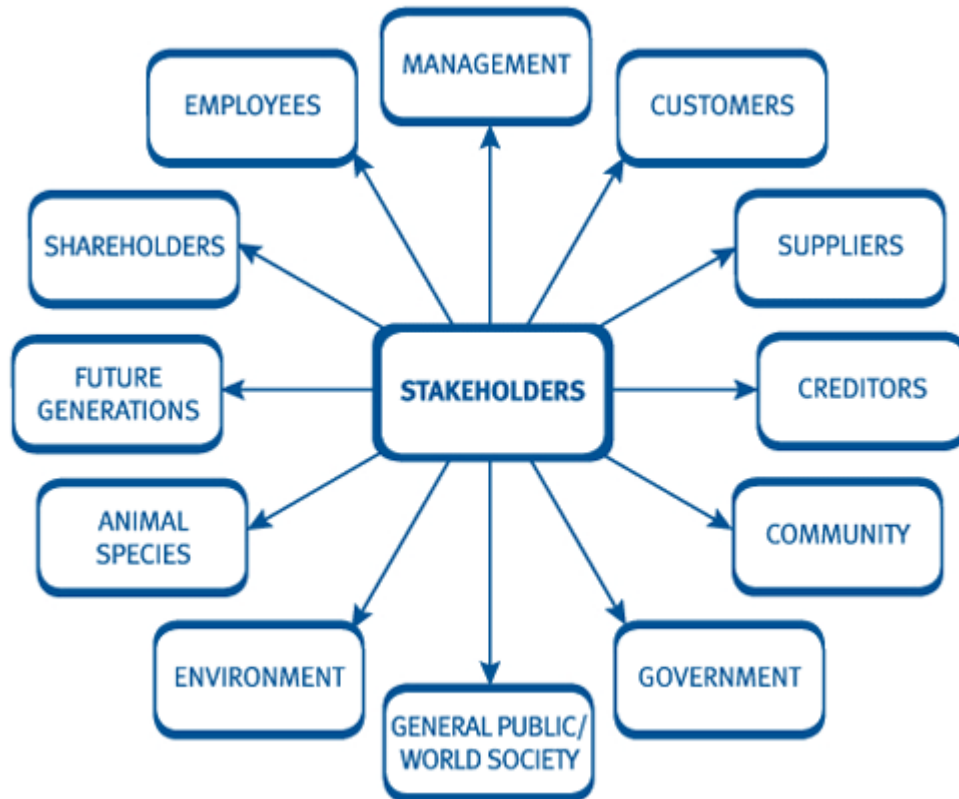 MANAGEMENT
EMPLOYEES
CUSTOMERS
SHAREHOLDERS
SUPPLIERS
FUTURE
GENERATIONS
STAKEHOLDERS
CREDITORS
ANIMAL
SPECIES
COMMUNITY
ENVIRONMENT
GOVERNMENT
GENERAL PUBLIC/
WORLD SOCIETY